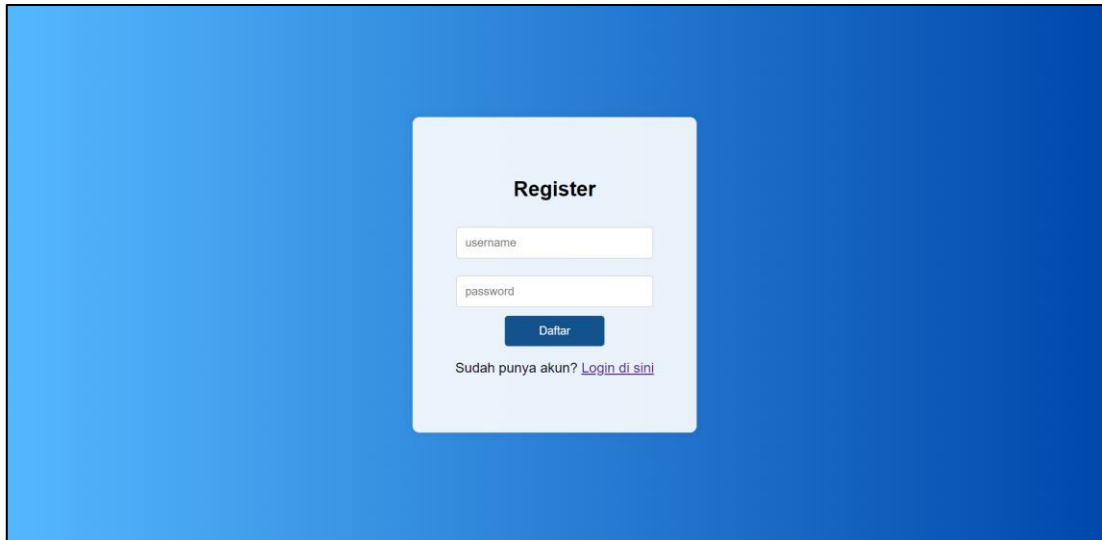 Register
username
password
Daftar
Sudah punya akun? Login di sini